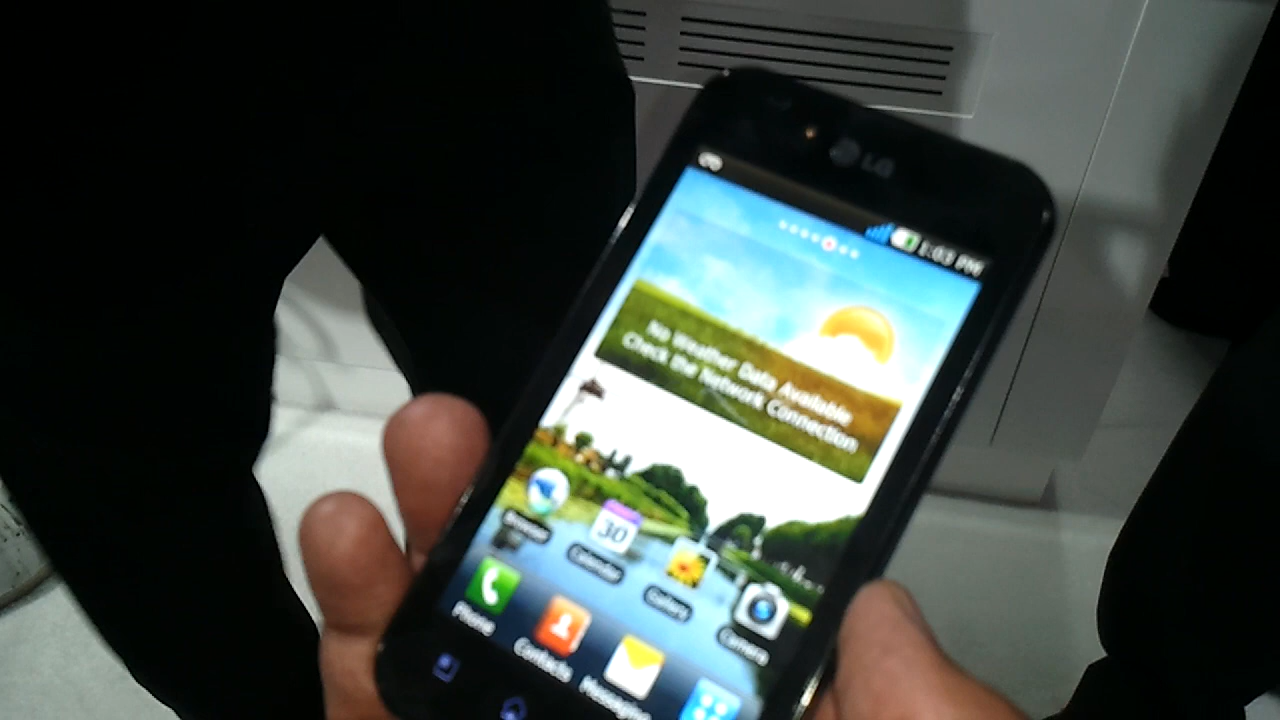 LG
1:03 PM
No Weather Data Available
Check the Network Connection
Browser
30
Calendar
Gallery
Camera
Phone
Contacts
Messaging